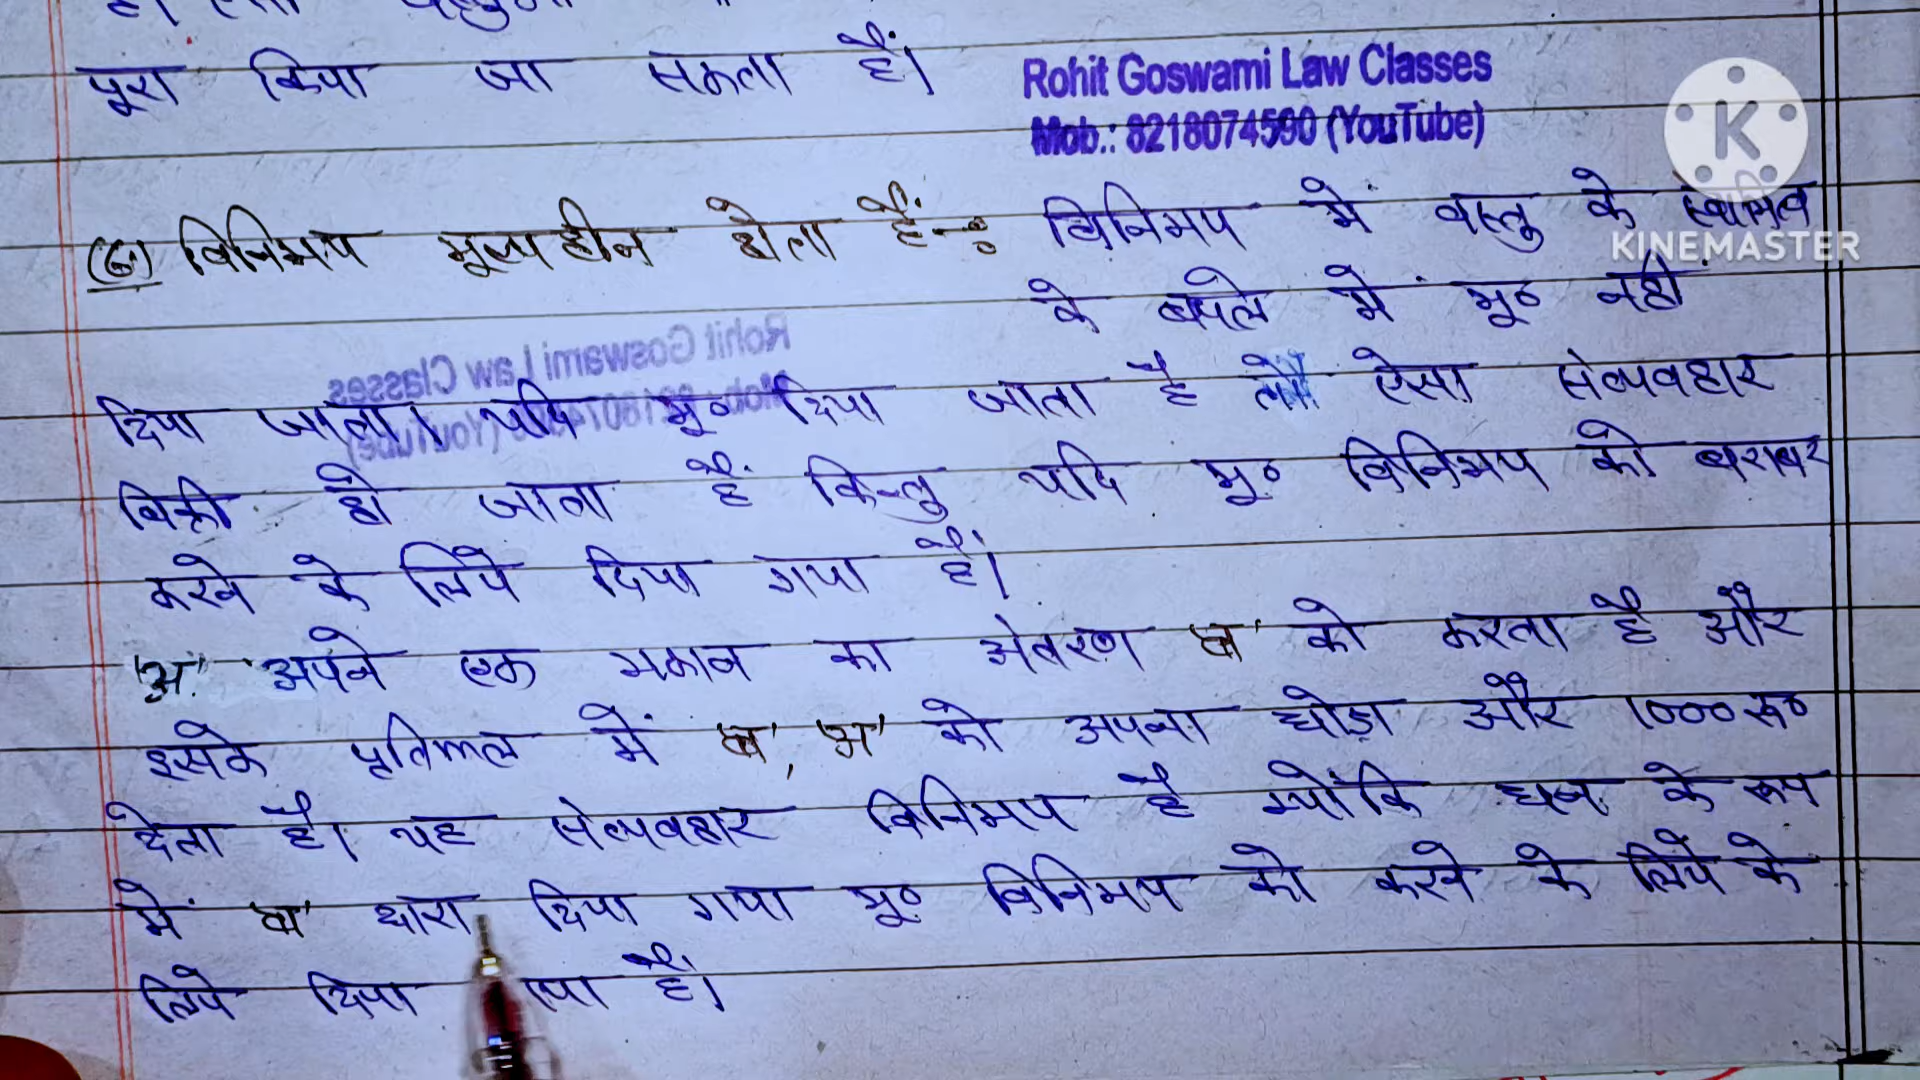 पूरा किया जा सकता है।
Rohit Goswami Law Classes
Mob.: 8218074590 (YouTube)
K
KINEMASTER
(6) विनिमय मूल्यहीन होता है-: विनिमय में वस्तु के स्वामित्व
के बदले में मू० नही
दिया जाता। यदि मू० दिया जाता है तो ऐसा संव्यवहार
बिक्री हो जाता है किन्तु यदि मू० विनिमय को बराबर
करने के लिये दिया गया है।
'अ' अपने एक मकान का अंतरण 'ब' को करता है और
इसके प्रतिफल में 'ब', 'अ' को अपना घोड़ा और 1000 रू०
देता है। यह संव्यवहार विनिमय है क्योंकि धन के रूप
में 'ब' द्वारा दिया गया मू० विनिमय को करने के लिये के
लिये दिया गया है।